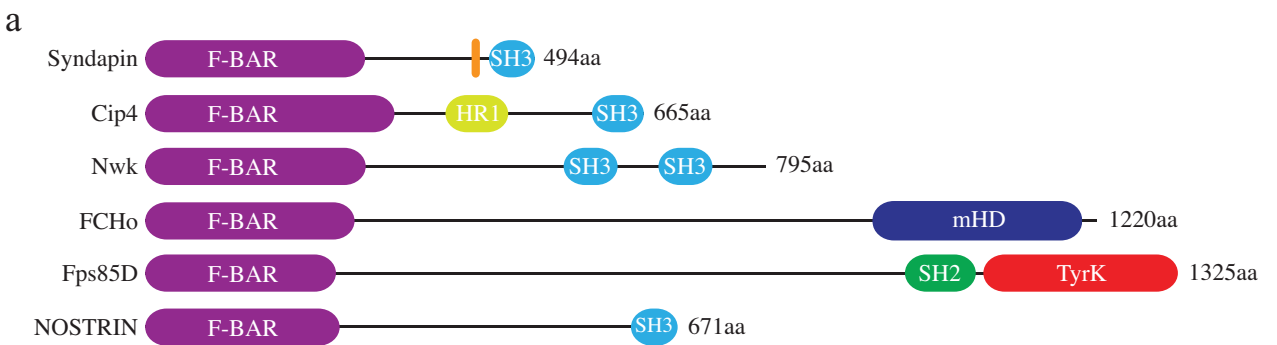 a
Syndapin F-BAR SH3 494aa
Cip4 F-BAR HR1 SH3 665aa
Nwk F-BAR SH3 SH3 795aa
FCHo F-BAR mHD 1220aa
Fps85D F-BAR SH2 TyrK 1325aa
NOSTRIN F-BAR SH3 671aa